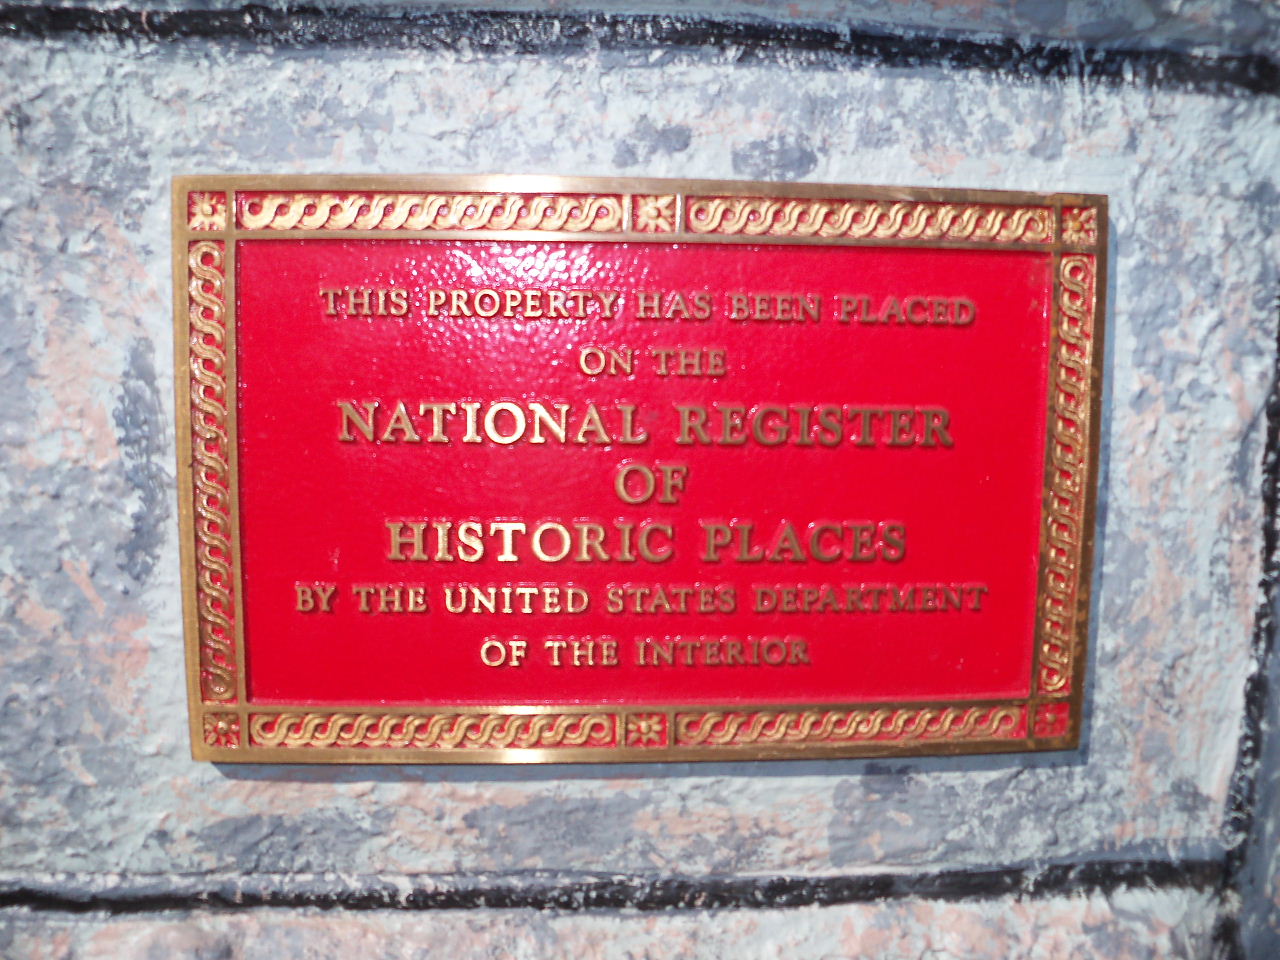 THIS PROPERTY HAS BEEN PLACED
ON THE
NATIONAL REGISTER
OF
HISTORIC PLACES
BY THE UNITED STATES DEPARTMENT
OF THE INTERIOR